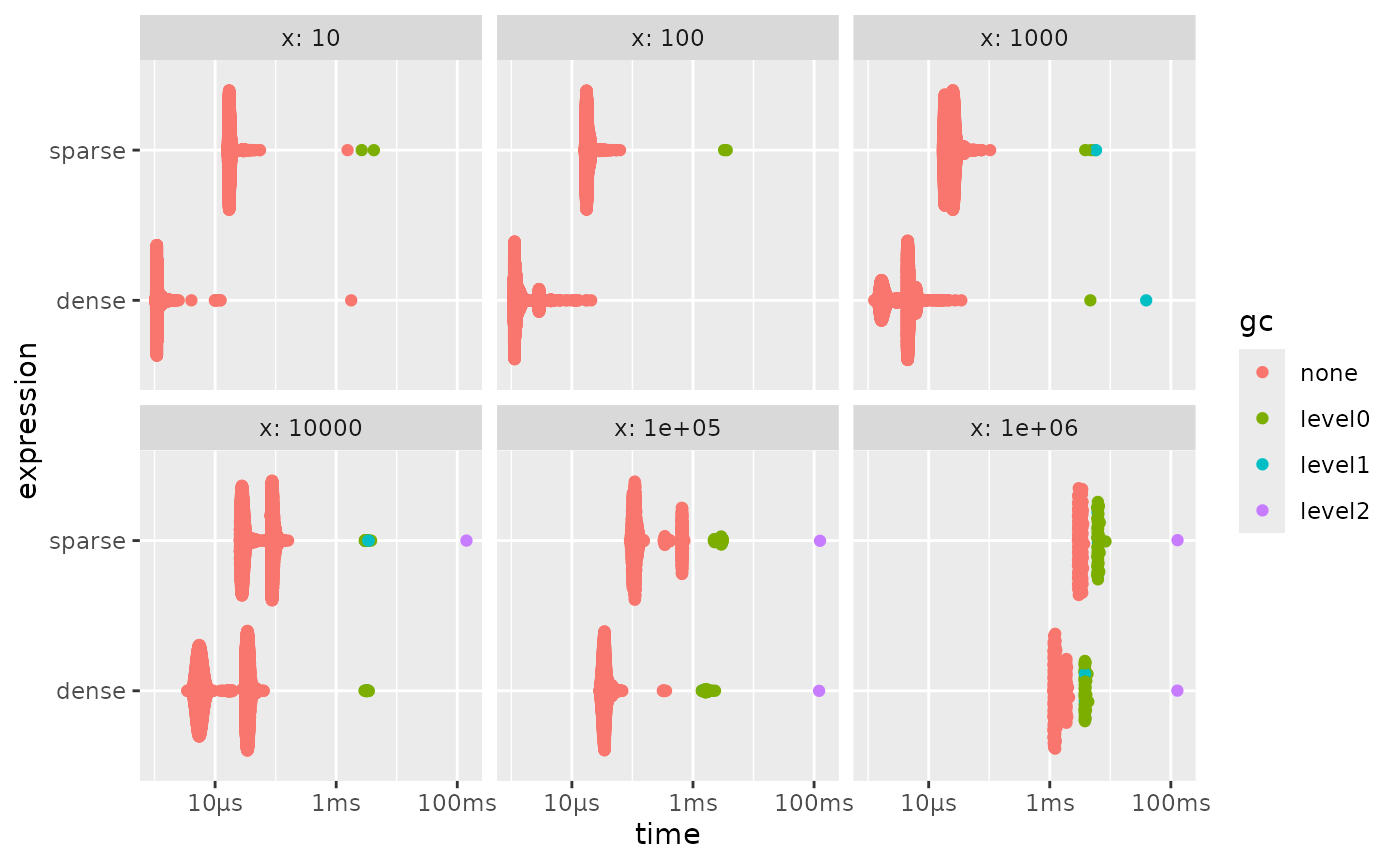 x: 10
x: 100
x: 1000
sparse
dense
x: 10000
x: 1e+05
x: 1e+06
sparse
dense
10µs
1ms
100ms
10µs
1ms
100ms
10µs
1ms
100ms
time
expression
gc
none
level0
level1
level2